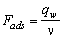 F_ads = q_w / v